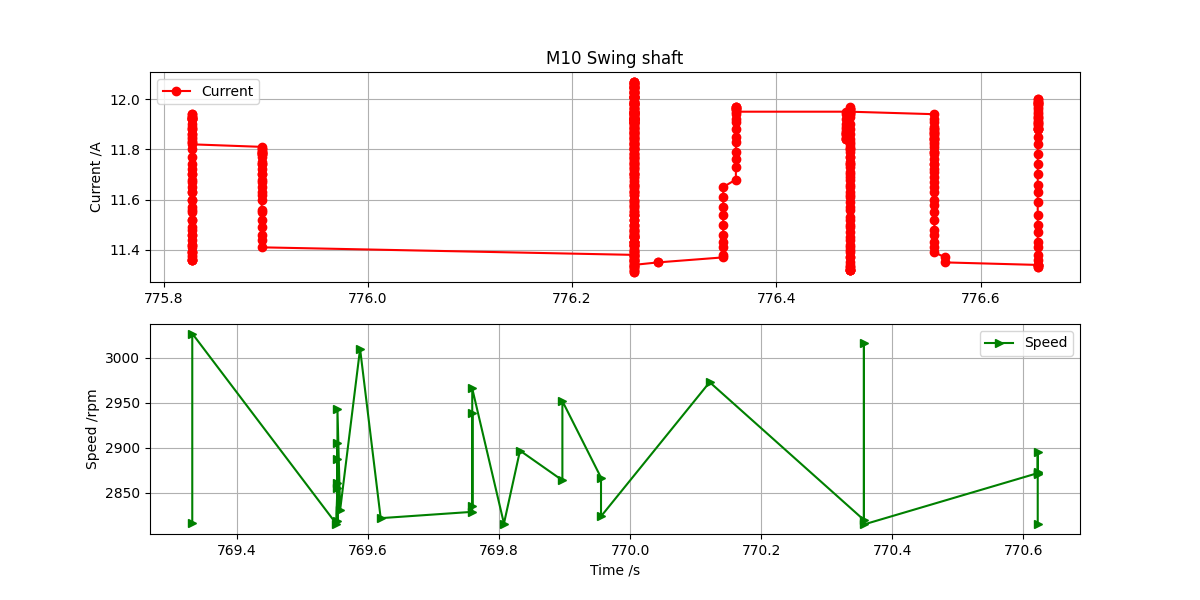 M10 Swing shaft
Current
Current /A
12.0
11.8
11.6
11.4
775.8 776.0 776.2 776.4 776.6
Speed
Speed /rpm
3000
2950
2900
2850
769.4 769.6 769.8 770.0 770.2 770.4 770.6
Time /s